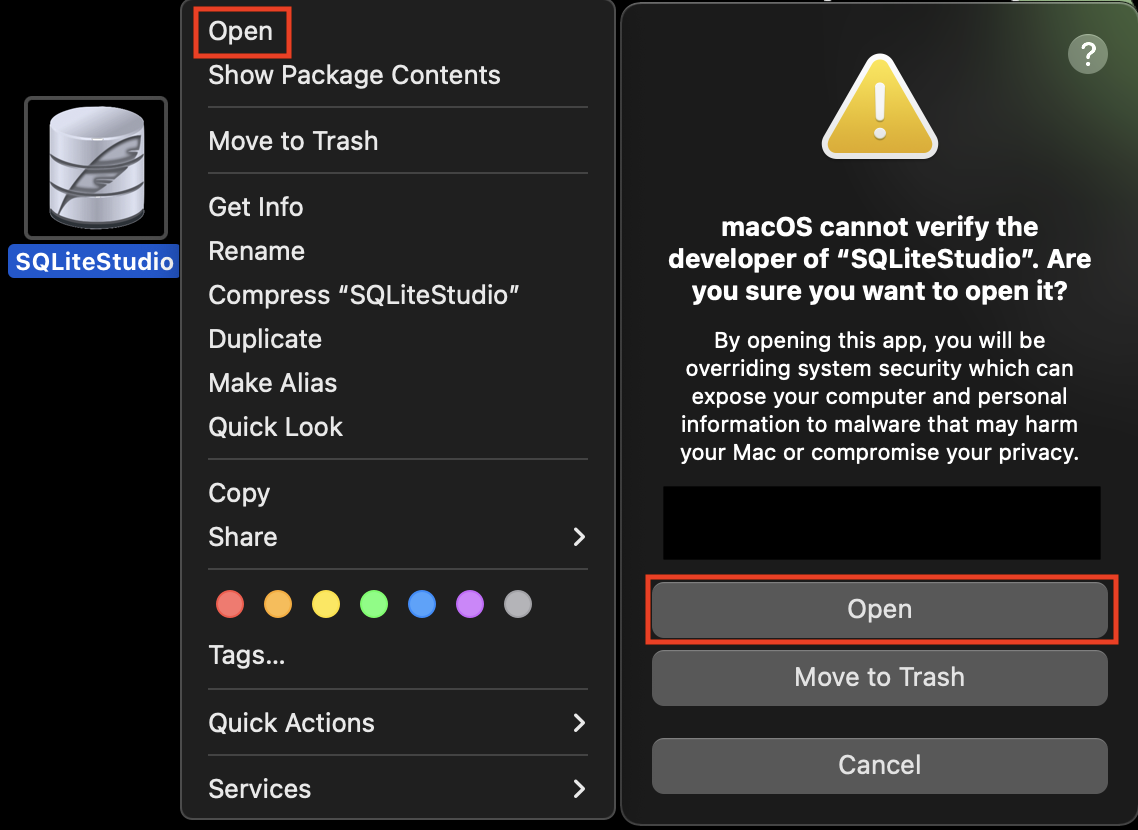 SQLiteStudio
Open
Show Package Contents
Move to Trash
Get Info
Rename
Compress “SQLiteStudio”
Duplicate
Make Alias
Quick Look
Copy
Share
Tags...
Quick Actions
Services
?
macOS cannot verify the
developer of “SQLiteStudio”. Are
you sure you want to open it?
By opening this app, you will be
overriding system security which can
expose your computer and personal
information to malware that may harm
your Mac or compromise your privacy.
Open
Move to Trash
Cancel